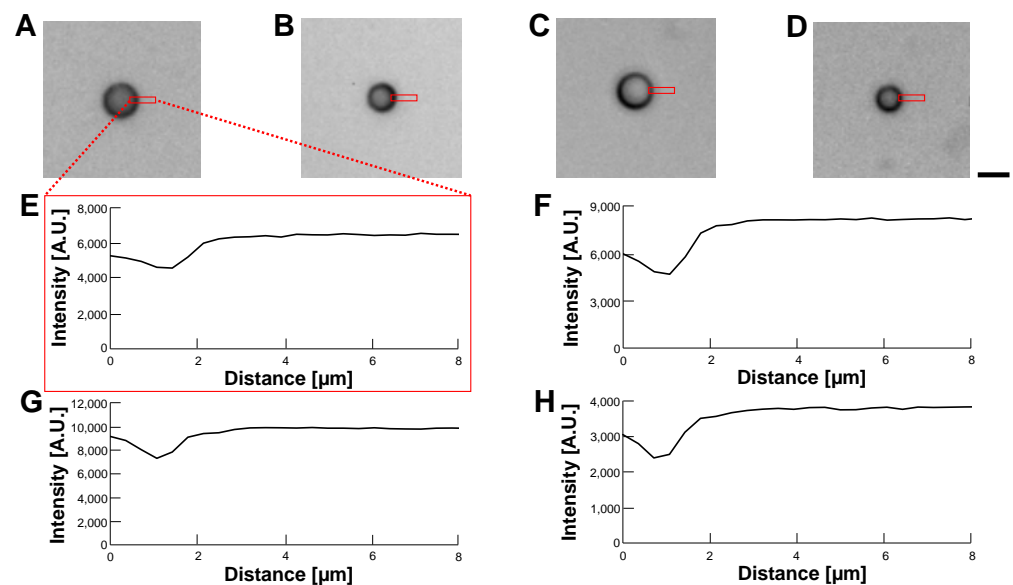 A
B
C
D
E
Intensity [A.U.]
8,000
6,000
4,000
2,000
0
0
2
4
6
8
Distance [µm]
F
Intensity [A.U.]
9,000
6,000
3,000
0
0
2
4
6
8
Distance [µm]
G
Intensity [A.U.]
12,000
10,000
8,000
6,000
4,000
2,000
0
0
2
4
6
8
Distance [µm]
H
Intensity [A.U.]
4,000
3,000
2,000
1,000
0
0
2
4
6
8
Distance [µm]